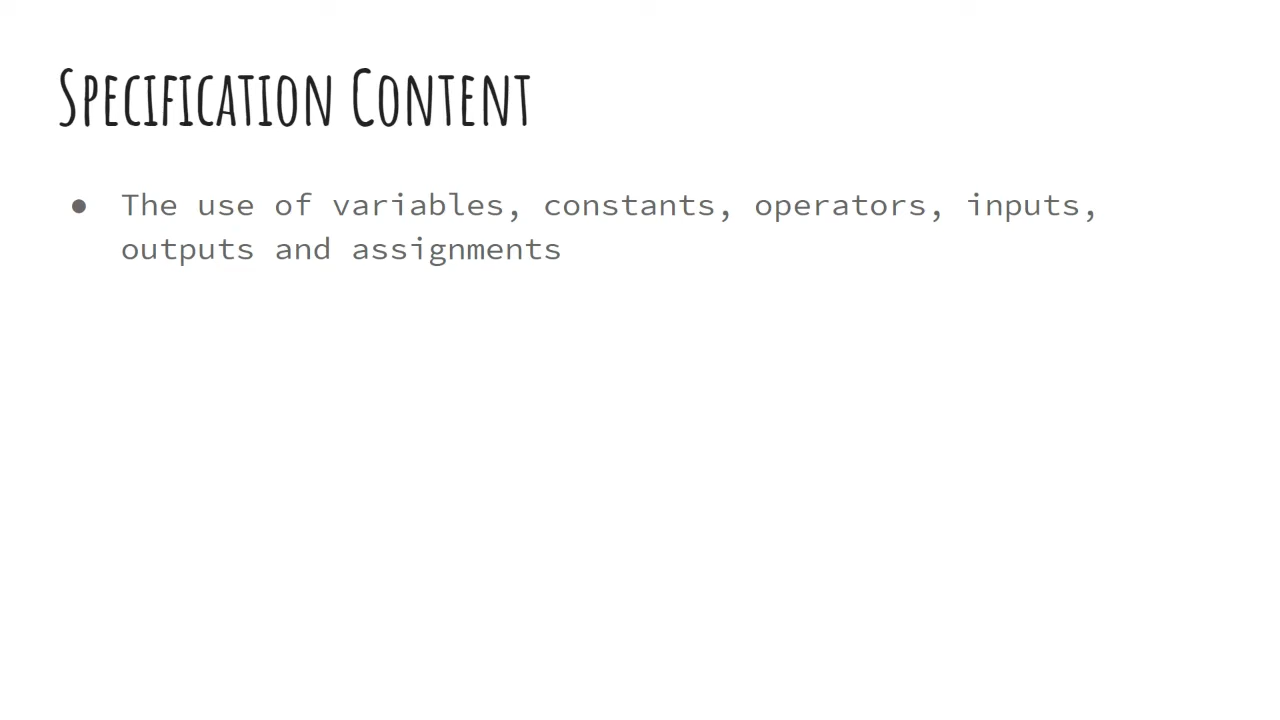 Specification Content
● The use of variables, constants, operators, inputs,
outputs and assignments